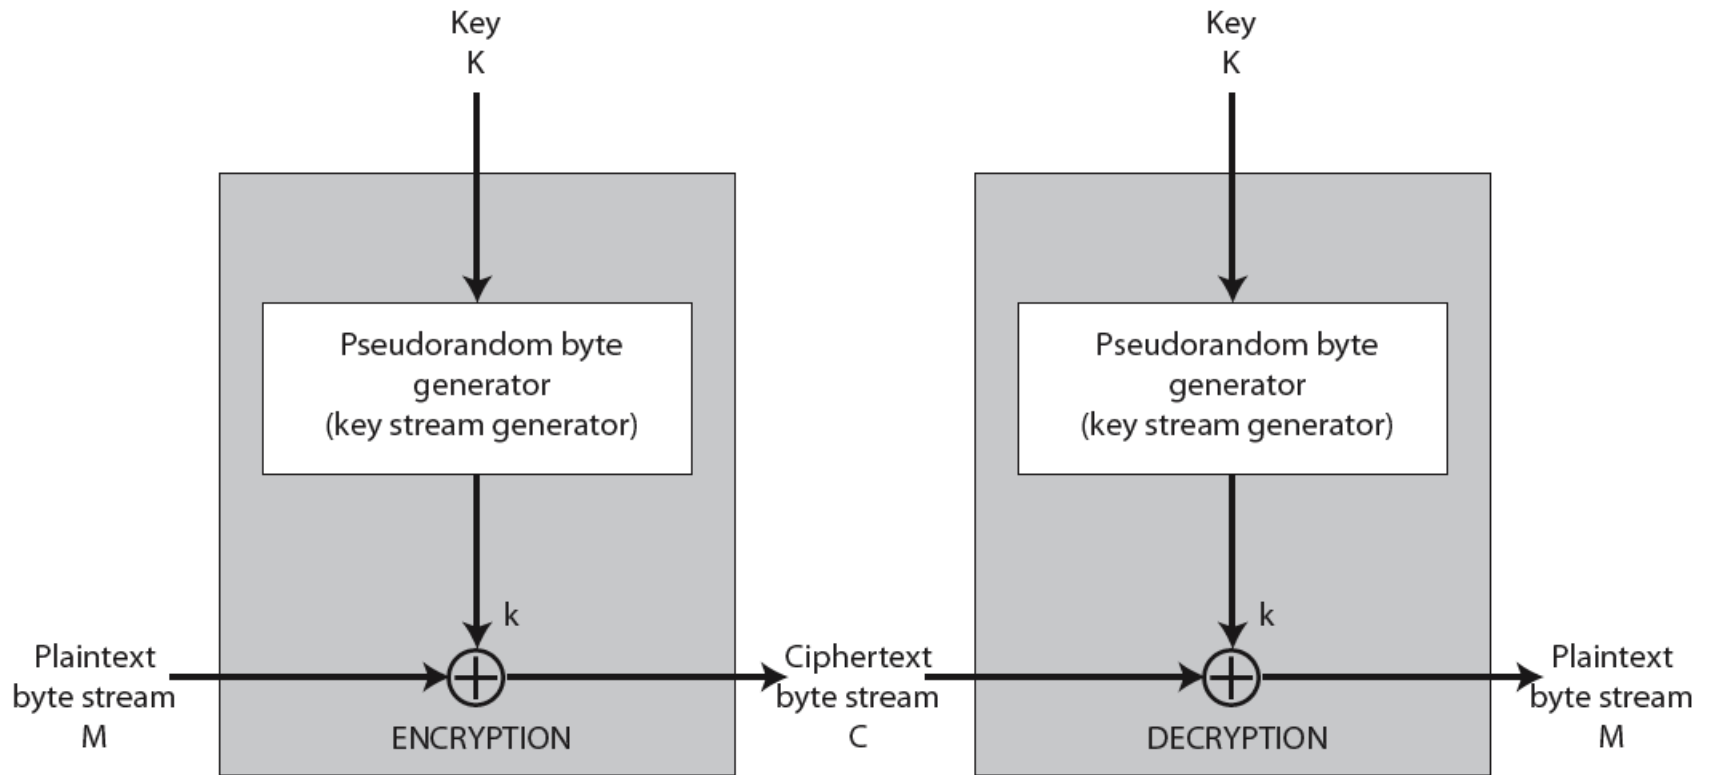 Key
K
Key
K
Pseudorandom byte
generator
(key stream generator)
Pseudorandom byte
generator
(key stream generator)
k
k
Plaintext
byte stream
M
ENCRYPTION
Ciphertext
byte stream
C
DECRYPTION
Plaintext
byte stream
M